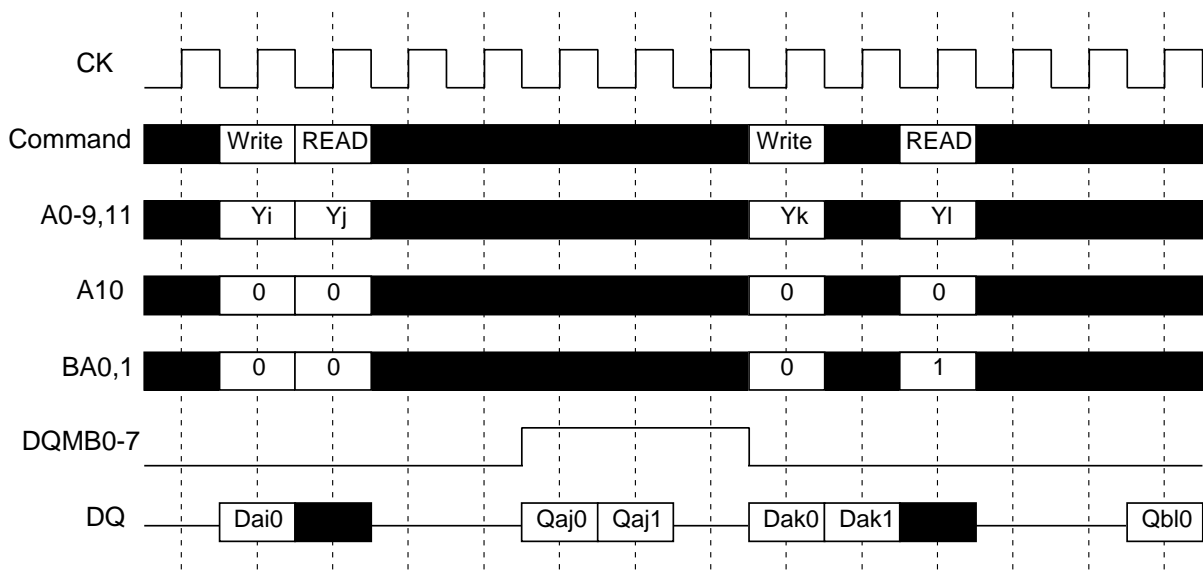 CK
Command Write READ Write READ
A0-9,11 Yi Yj Yk Yl
A10 0 0 0 0
BA0,1 0 0 0 1
DQMB0-7
DQ Dai0 Qaj0 Qaj1 Dak0 Dak1 Qbl0